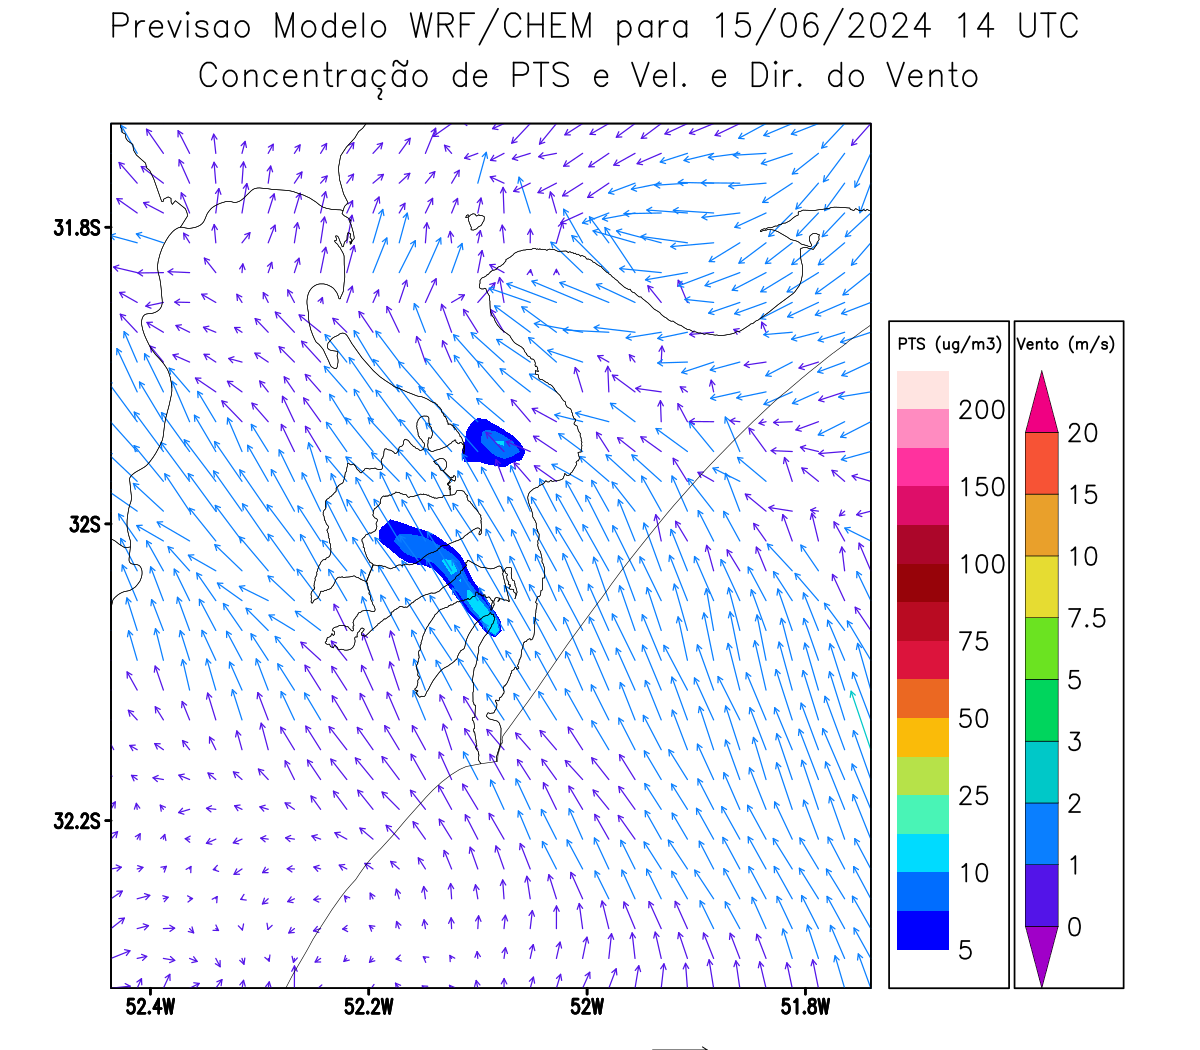 Previsao Modelo WRF/CHEM para 15/06/2024 14 UTC
Concentração de PTS e Vel. e Dir. do Vento
31.8S
32S
32.2S
52.4W 52.2W 52W 51.8W
PTS (ug/m3)
200
150
100
75
50
25
10
5
Vento (m/s)
20
15
10
7.5
5
3
2
1
0